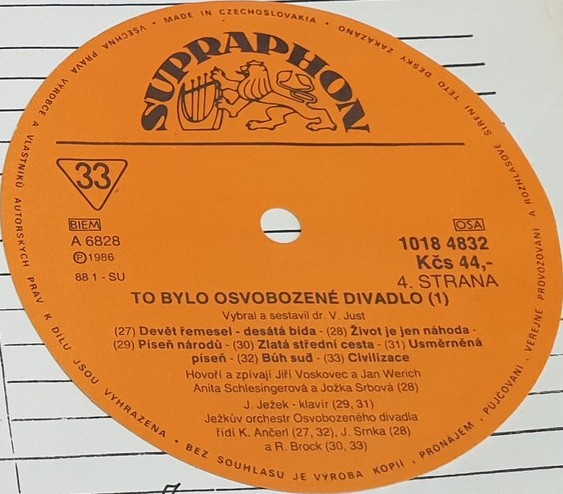 • MADE IN CZECHOSLOVAKIA • VŠECHNA PRÁVA VÝROBCE A VLASTNÍKŮ AUTORSKÝCH PRÁV K DÍLU JSOU VYHRAZENA • BEZ SOUHLASU JE VÝROBA KOPIÍ, PRONÁJEM, PŮJČOVÁNÍ, VEŘEJNÉ PROVOZOVÁNÍ A ROZHLASOVÉ ŠÍŘENÍ TÉTO DESKY ZAKÁZÁNO
SUPRAPHON
33
BIEM
OSA
A 6828
1018 4832
Ⓟ1986
Kčs 44,-
88 1 - SU
4. STRANA
TO BYLO OSVOBOZENÉ DIVADLO (1)
Vybral a sestavil dr. V. Just
(27) Devět řemesel - desátá bída - (28) Život je jen náhoda -
(29) Píseň národů - (30) Zlatá střední cesta - (31) Usměrněná
píseň - (32) Bůh suď - (33) Civilizace
Hovoří a zpívají Jiří Voskovec a Jan Werich
Anita Schlesingerová a Jožka Srbová (28)
J. Ježek - klavír (29, 31)
Ježkův orchestr Osvobozeného divadla
řídí K. Ančerl (27, 32), J. Srnka (28)
a R. Brock (30, 33)